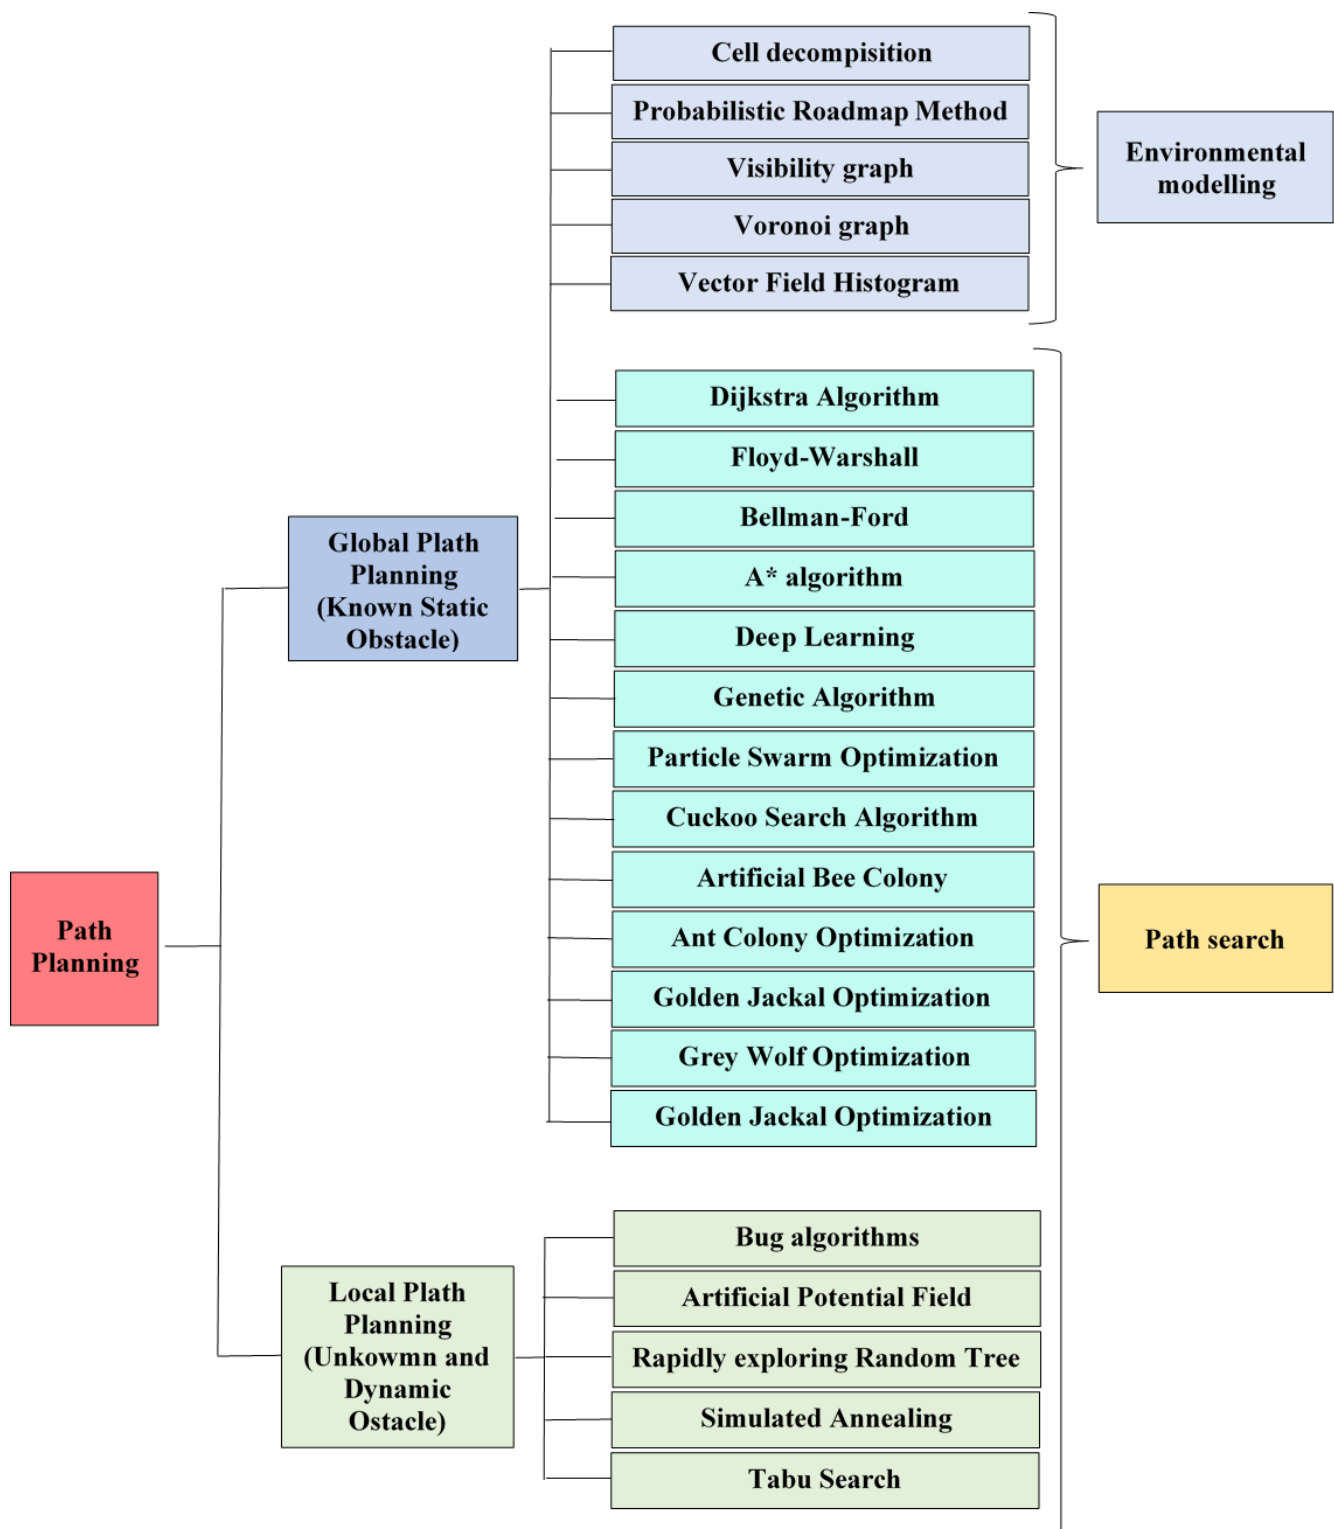 Cell decompisition
Probabilistic Roadmap Method
Visibility graph
Voronoi graph
Vector Field Histogram
Environmental
modelling
Dijkstra Algorithm
Floyd-Warshall
Bellman-Ford
A* algorithm
Deep Learning
Genetic Algorithm
Particle Swarm Optimization
Cuckoo Search Algorithm
Artificial Bee Colony
Ant Colony Optimization
Golden Jackal Optimization
Grey Wolf Optimization
Golden Jackal Optimization
Global Plath
Planning
(Known Static
Obstacle)
Path
Planning
Path search
Local Plath
Planning
(Unkowmn and
Dynamic
Ostacle)
Bug algorithms
Artificial Potential Field
Rapidly exploring Random Tree
Simulated Annealing
Tabu Search